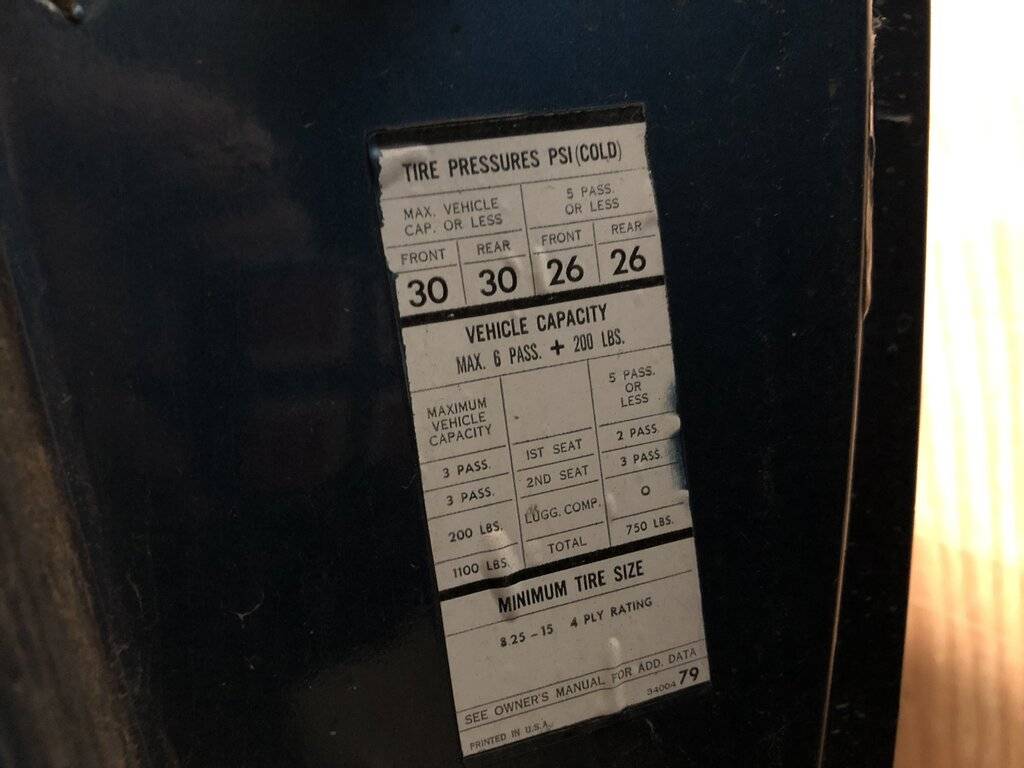 TIRE PRESSURES PSI (COLD)
MAX. VEHICLE
CAP. OR LESS
5 PASS.
OR LESS
FRONT REAR FRONT REAR
30 30 26 26
VEHICLE CAPACITY
MAX. 6 PASS. + 200 LBS.
MAXIMUM
VEHICLE
CAPACITY
5 PASS.
OR
LESS
3 PASS. 1ST SEAT 2 PASS.
3 PASS. 2ND SEAT 3 PASS.
200 LBS. LUGG. COMP. 0
1100 LBS. TOTAL 750 LBS.
MINIMUM TIRE SIZE
8.25-15 4 PLY RATING
SEE OWNER'S MANUAL FOR ADD. DATA
34004 79
PRINTED IN U.S.A.